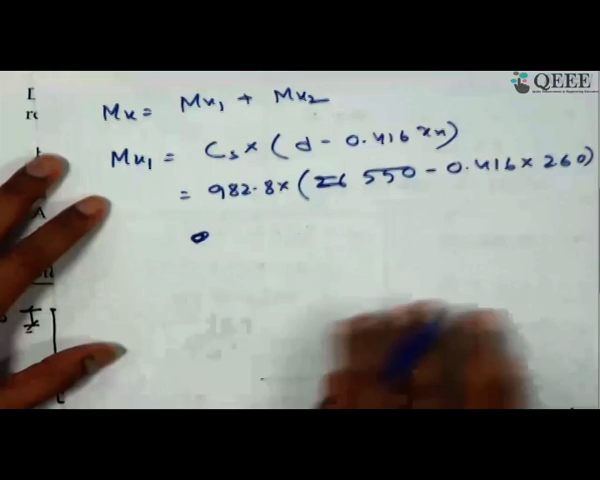 QEEE
Mu = Mu1 + Mu2
Mu1 = Cs × ( d - 0.416 xu)
= 982.8 × ( 550 - 0.416 × 260)